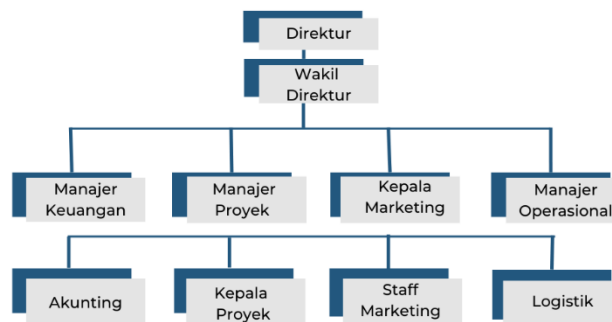 Direktur
Wakil
Direktur
Manajer
Keuangan
Manajer
Proyek
Kepala
Marketing
Manajer
Operasional
Akunting
Kepala
Proyek
Staff
Marketing
Logistik